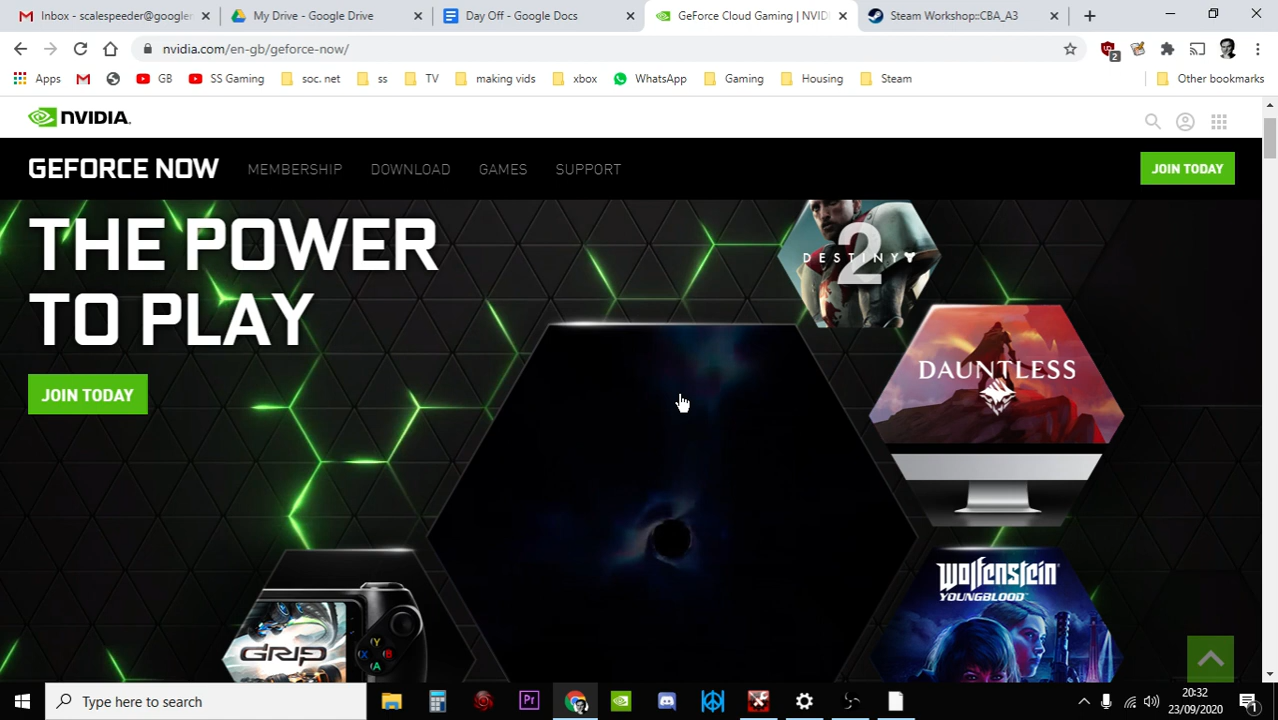 Inbox - scalespeeder@google
My Drive - Google Drive
Day Off - Google Docs
GeForce Cloud Gaming | NVID
Steam Workshop::CBA_A3
nvidia.com/en-gb/geforce-now/
2
Apps
GB
SS Gaming
soc. net
ss
TV
making vids
xbox
WhatsApp
Gaming
Housing
Steam
Other bookmarks
NVIDIA.
GEFORCE NOW
MEMBERSHIP
DOWNLOAD
GAMES
SUPPORT
JOIN TODAY
THE POWER
TO PLAY
JOIN TODAY
DESTINY 2
DAUNTLESS
Wolfenstein
YOUNGBLOOD
GRIP
Y
X
B
A
Type here to search
Pr
20:32
23/09/2020
1